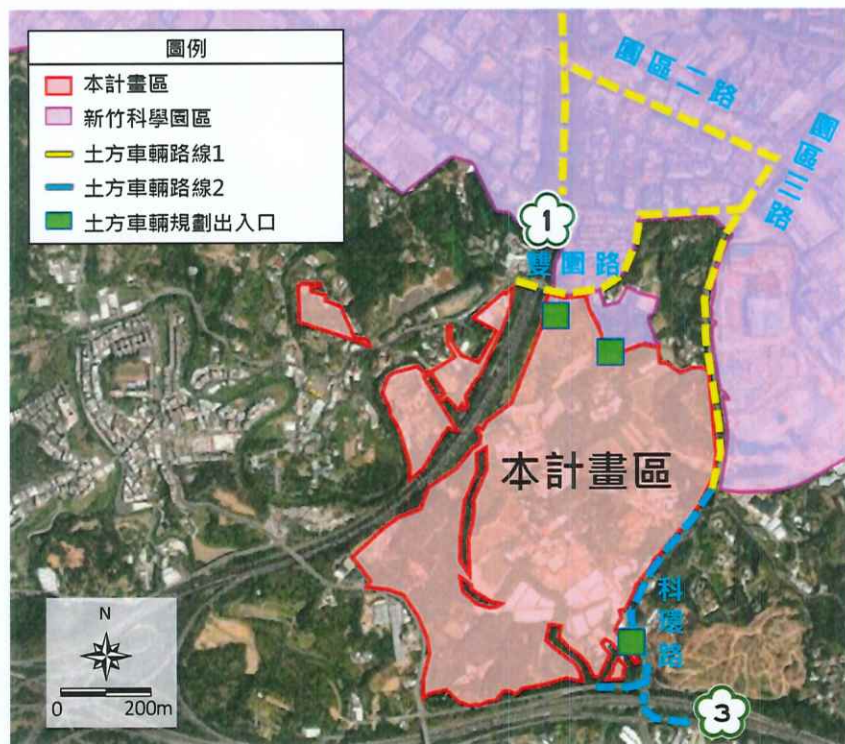 圖例
本計畫區
新竹科學園區
土方車輛路線1
土方車輛路線2
土方車輛規劃出入口
園區二路
園區三路
1
雙園路
本計畫區
科環路
N
0 200m
3